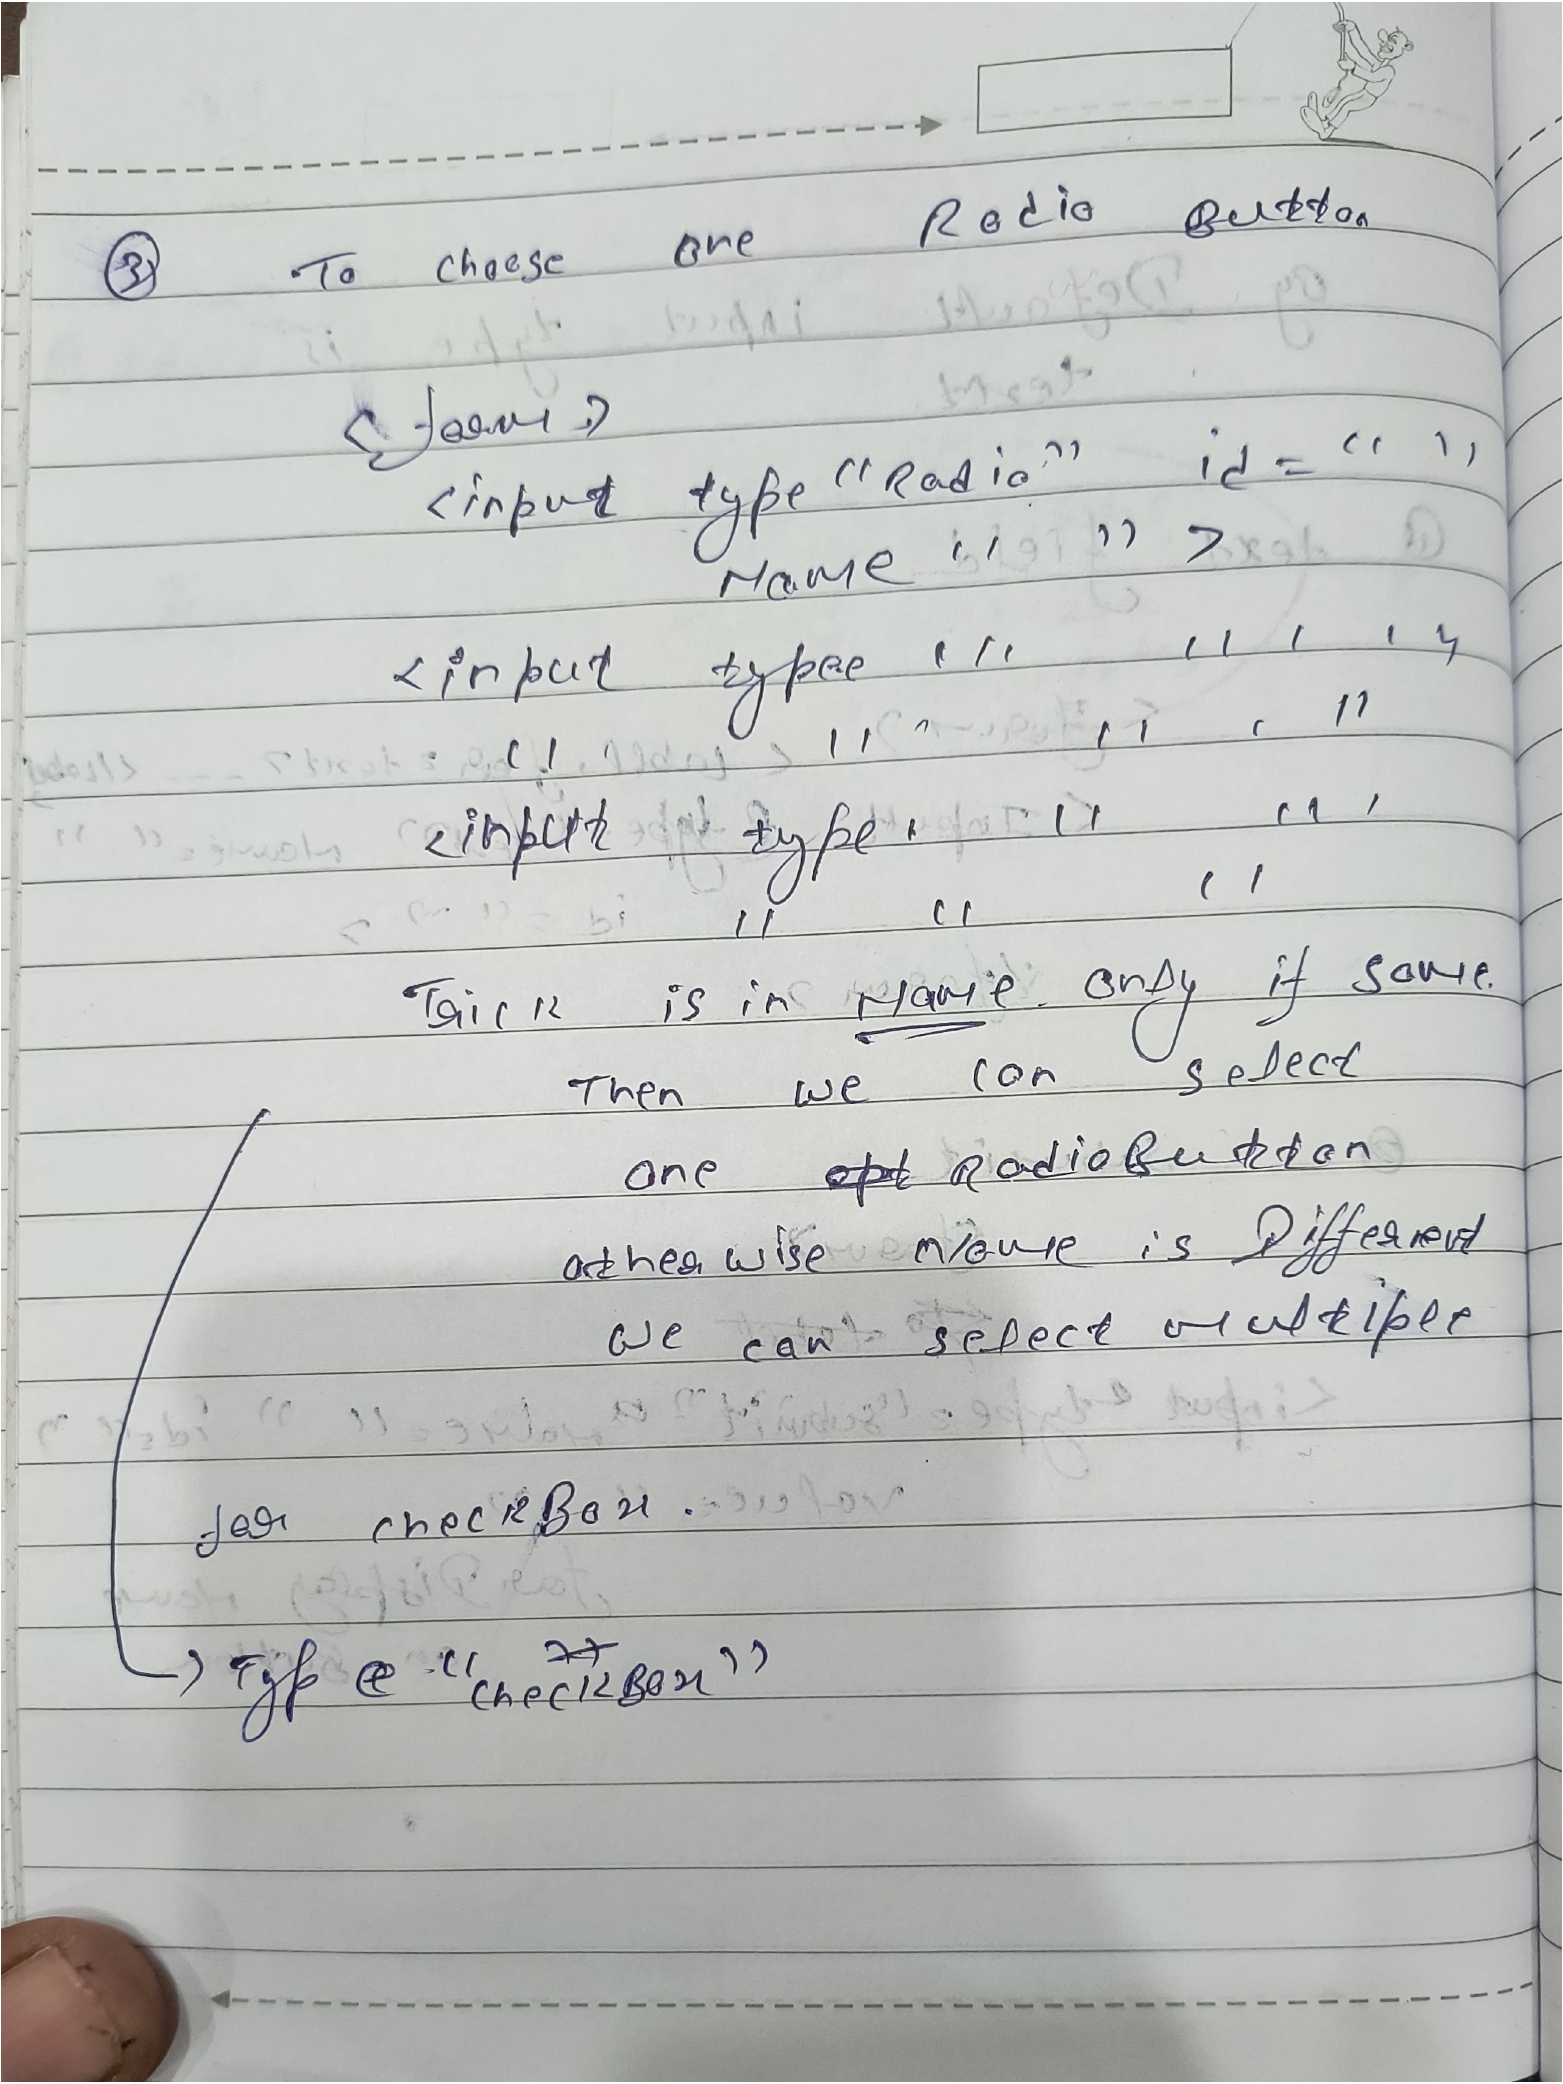 ③ To choose one Radio Button
<form>
<input type "Radio" id = " "
Name " " >
<input type " " " " "
" " " "
<input type " " "
" " "
Trick is in Name only if same.
Then we can select
one opt RadioButton
otherwise name is Different
we can select multiple
for checkBox.
→ Type "checkBox"